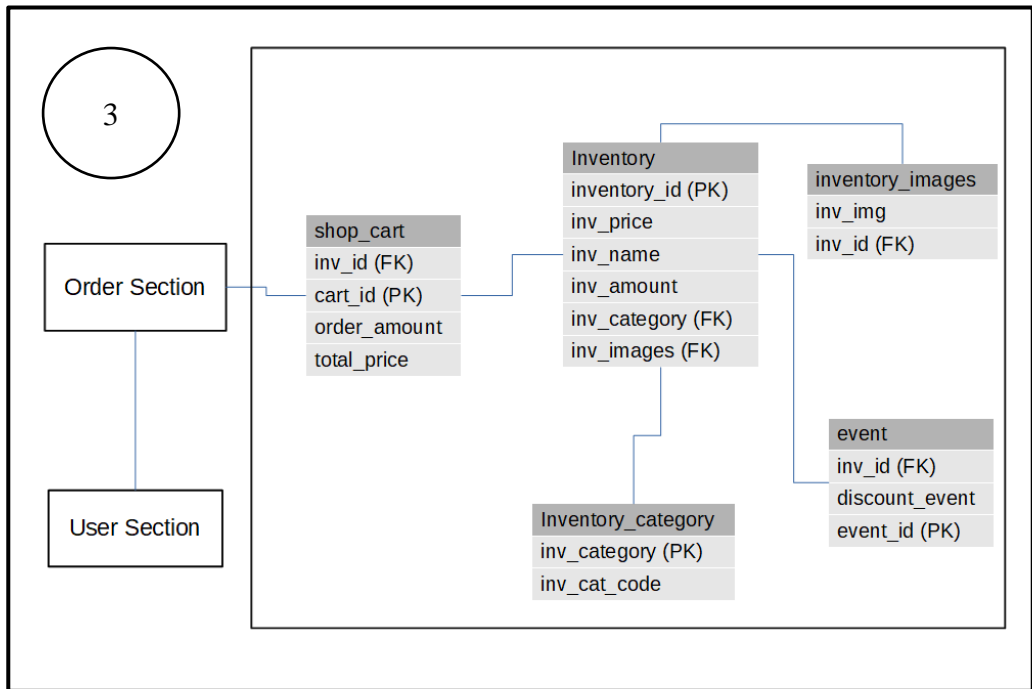 3
Order Section
User Section
shop_cart
inv_id (FK)
cart_id (PK)
order_amount
total_price
Inventory
inventory_id (PK)
inv_price
inv_name
inv_amount
inv_category (FK)
inv_images (FK)
inventory_images
inv_img
inv_id (FK)
Inventory_category
inv_category (PK)
inv_cat_code
event
inv_id (FK)
discount_event
event_id (PK)